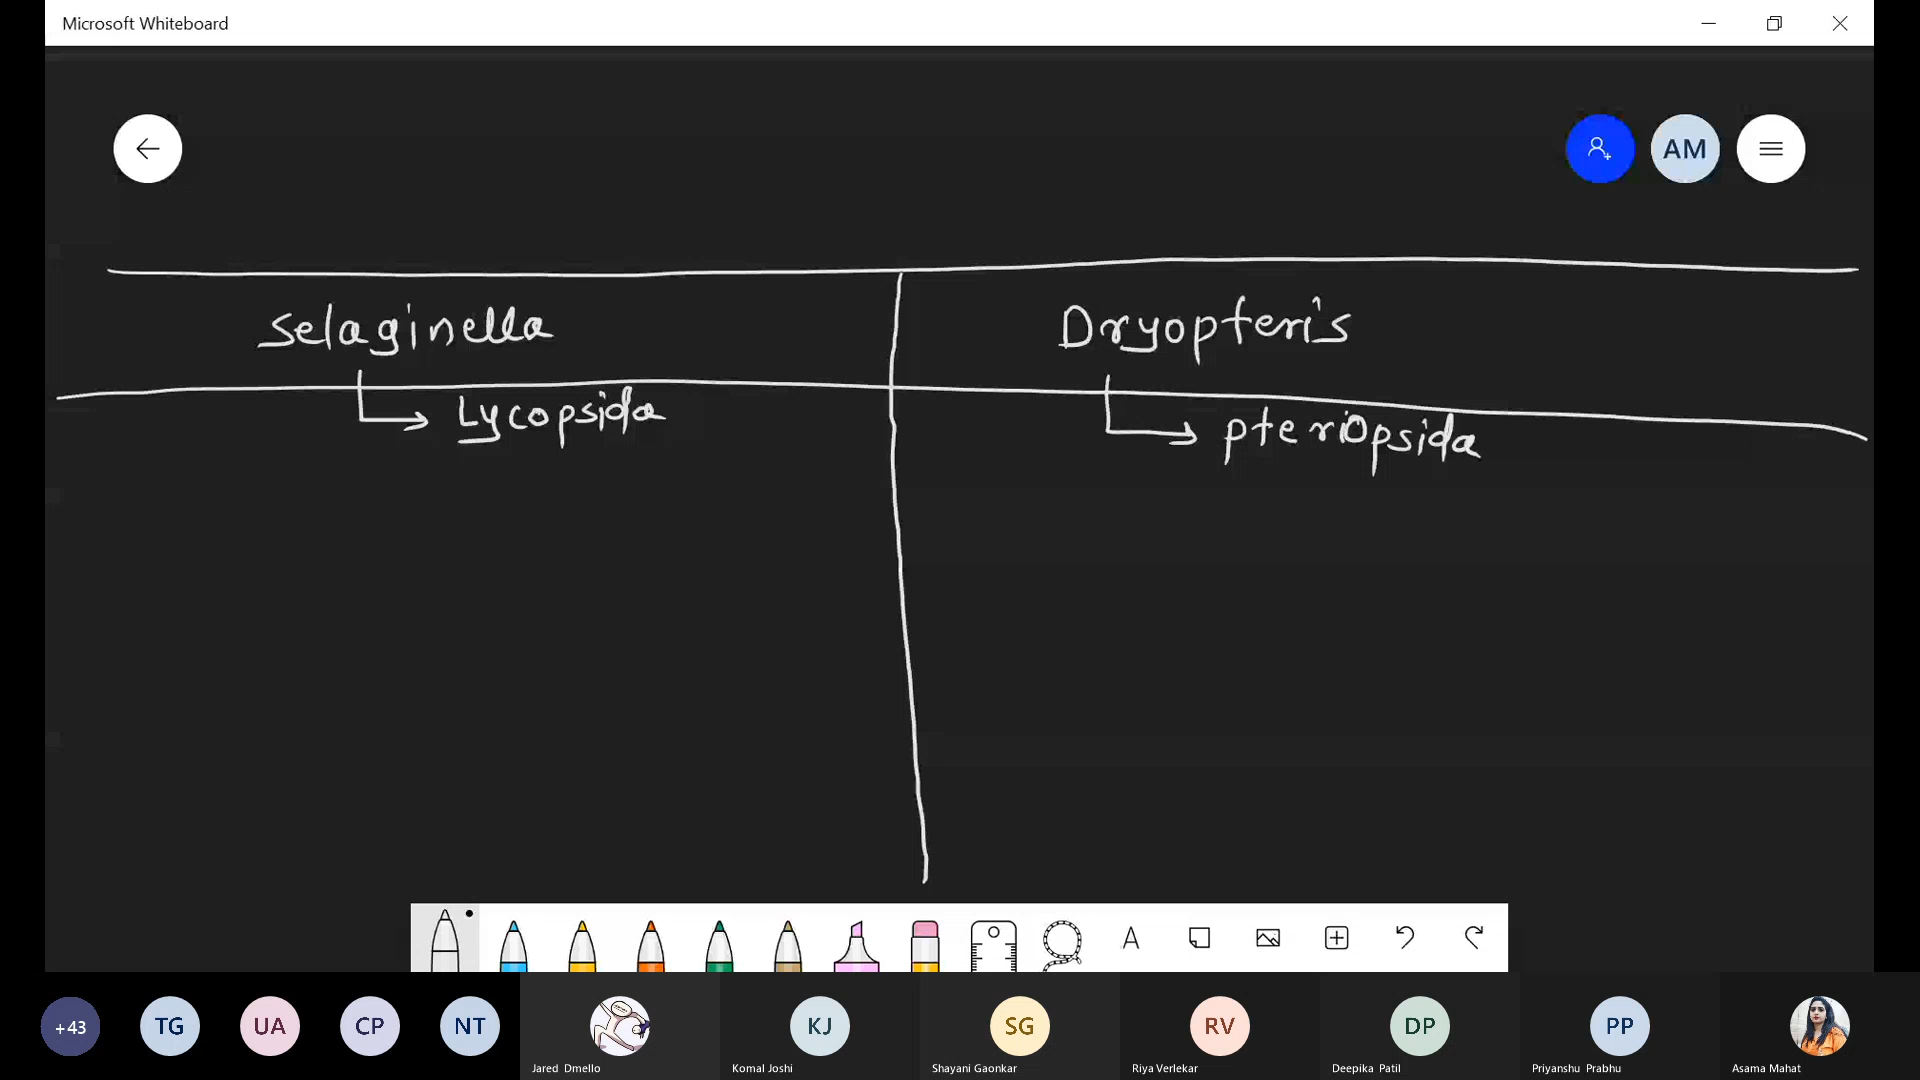 Microsoft Whiteboard
AM
Selaginella
Dryopteris
Lycopsida
pteriopsida
A
+43
TG
UA
CP
NT
KJ
SG
RV
DP
PP
Jared Dmello
Komal Joshi
Shayani Gaonkar
Riya Verlekar
Deepika Patil
Priyanshu Prabhu
Asama Mahat